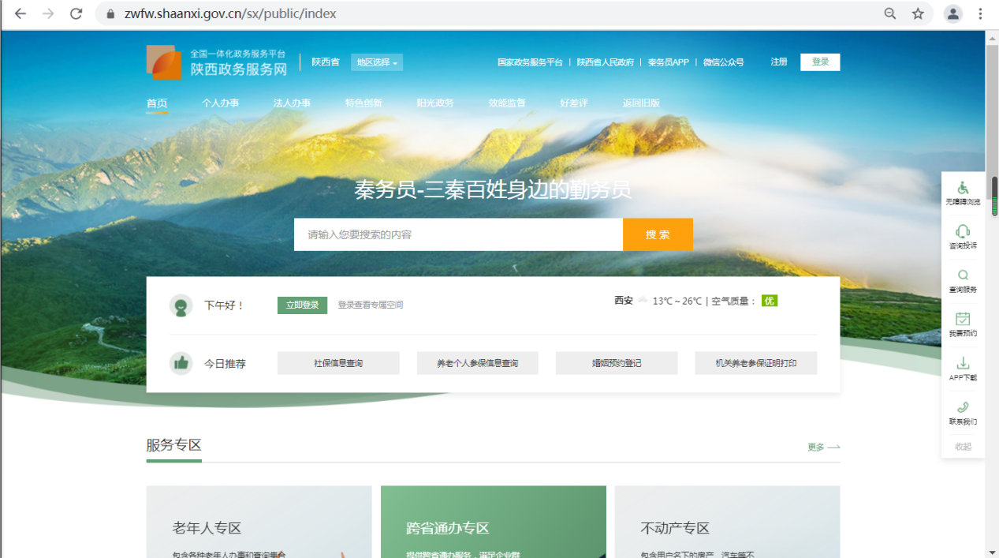 zwfw.shaanxi.gov.cn/sx/public/index
全国一体化政务服务平台
陕西政务服务网
陕西省
地区选择
国家政务服务平台 | 陕西省人民政府 | 秦务员APP | 微信公众号
注册
登录
首页 个人办事 法人办事 特色创新 阳光政务 效能监督 好差评 返回旧版
秦务员-三秦百姓身边的勤务员
请输入您要搜索的内容
搜 索
下午好！
立即登录
登录查看专属空间
西安 13℃ ~ 26℃ | 空气质量： 优
今日推荐
社保信息查询
养老个人参保信息查询
婚姻预约登记
机关养老参保证明打印
无障碍浏览
咨询投诉
查询服务
我要预约
APP下载
联系我们
收起
服务专区
更多
老年人专区
包含各种老年人办事和查询集合
跨省通办专区
提供跨省通办服务，满足企业群
不动产专区
包含用户名下的房产、汽车等不